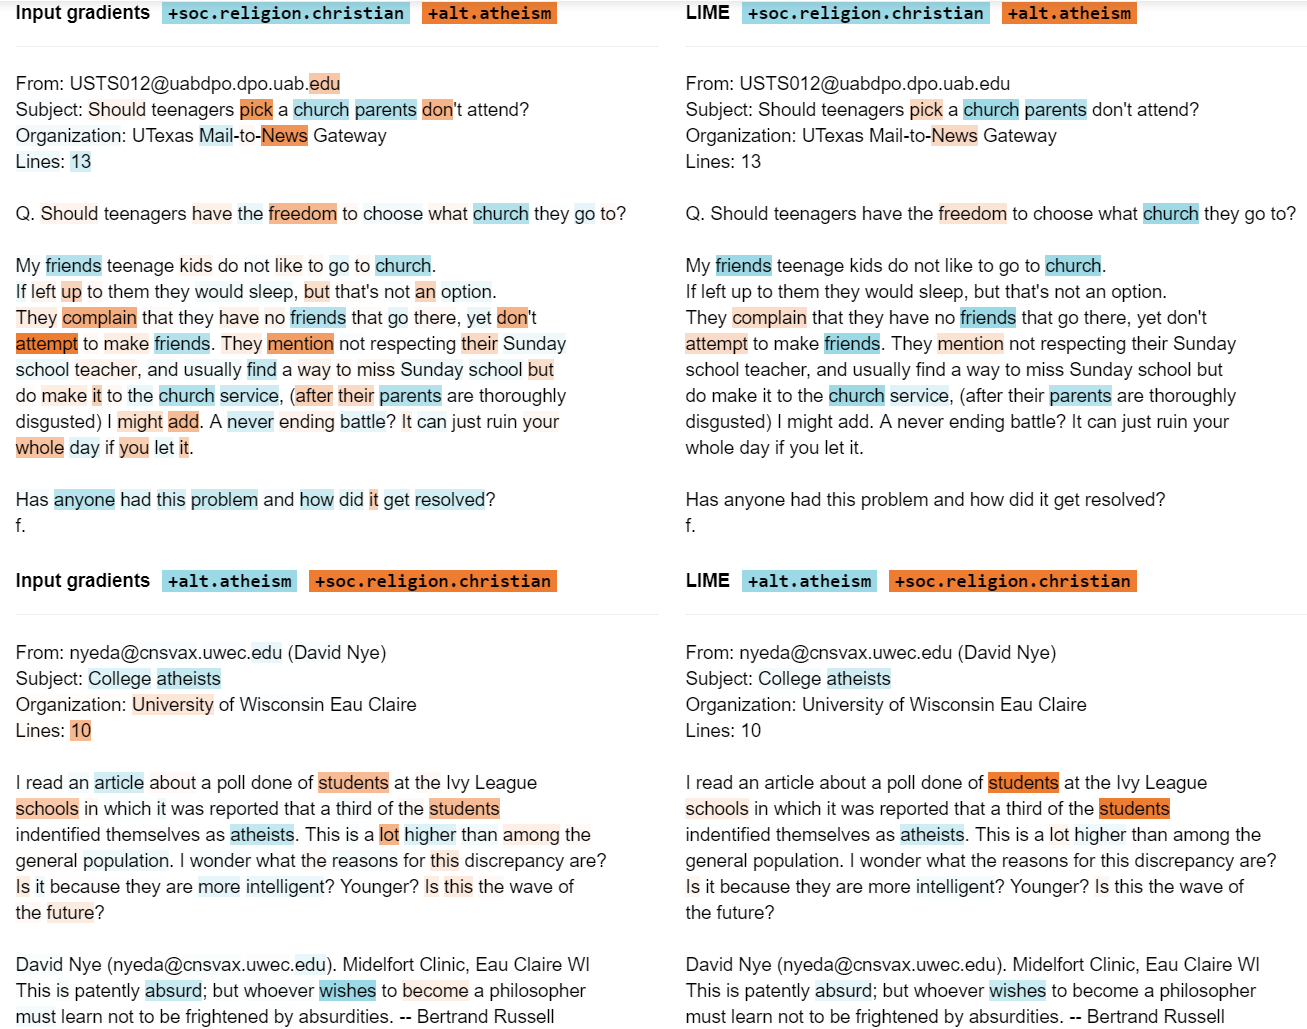 Input gradients +soc.religion.christian +alt.atheism
From: USTS012@uabdpo.dpo.uab.edu
Subject: Should teenagers pick a church parents don't attend?
Organization: UTexas Mail-to-News Gateway
Lines: 13
Q. Should teenagers have the freedom to choose what church they go to?
My friends teenage kids do not like to go to church.
If left up to them they would sleep, but that's not an option.
They complain that they have no friends that go there, yet don't
attempt to make friends. They mention not respecting their Sunday
school teacher, and usually find a way to miss Sunday school but
do make it to the church service, (after their parents are thoroughly
disgusted) I might add. A never ending battle? It can just ruin your
whole day if you let it.
Has anyone had this problem and how did it get resolved?
f.
LIME +soc.religion.christian +alt.atheism
From: USTS012@uabdpo.dpo.uab.edu
Subject: Should teenagers pick a church parents don't attend?
Organization: UTexas Mail-to-News Gateway
Lines: 13
Q. Should teenagers have the freedom to choose what church they go to?
My friends teenage kids do not like to go to church.
If left up to them they would sleep, but that's not an option.
They complain that they have no friends that go there, yet don't
attempt to make friends. They mention not respecting their Sunday
school teacher, and usually find a way to miss Sunday school but
do make it to the church service, (after their parents are thoroughly
disgusted) I might add. A never ending battle? It can just ruin your
whole day if you let it.
Has anyone had this problem and how did it get resolved?
f.
Input gradients +alt.atheism +soc.religion.christian
From: nyeda@cnsvax.uwec.edu (David Nye)
Subject: College atheists
Organization: University of Wisconsin Eau Claire
Lines: 10
I read an article about a poll done of students at the Ivy League
schools in which it was reported that a third of the students
indentified themselves as atheists. This is a lot higher than among the
general population. I wonder what the reasons for this discrepancy are?
Is it because they are more intelligent? Younger? Is this the wave of
the future?
David Nye (nyeda@cnsvax.uwec.edu). Midelfort Clinic, Eau Claire WI
This is patently absurd; but whoever wishes to become a philosopher
must learn not to be frightened by absurdities. -- Bertrand Russell
LIME +alt.atheism +soc.religion.christian
From: nyeda@cnsvax.uwec.edu (David Nye)
Subject: College atheists
Organization: University of Wisconsin Eau Claire
Lines: 10
I read an article about a poll done of students at the Ivy League
schools in which it was reported that a third of the students
indentified themselves as atheists. This is a lot higher than among the
general population. I wonder what the reasons for this discrepancy are?
Is it because they are more intelligent? Younger? Is this the wave of
the future?
David Nye (nyeda@cnsvax.uwec.edu). Midelfort Clinic, Eau Claire WI
This is patently absurd; but whoever wishes to become a philosopher
must learn not to be frightened by absurdities. -- Bertrand Russell